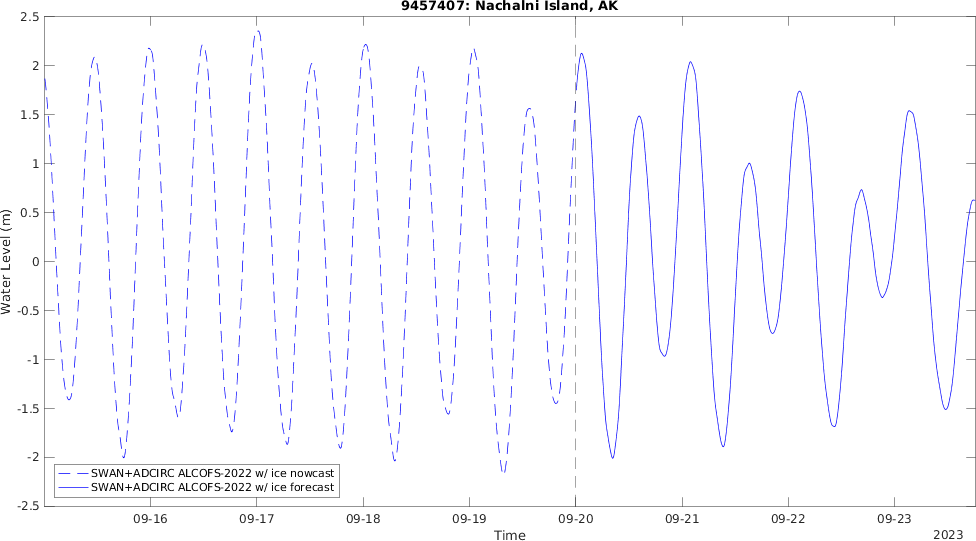 9457407: Nachalni Island, AK
2.5
2
1.5
1
0.5
0
-0.5
-1
-1.5
-2
-2.5
Water Level (m)
SWAN+ADCIRC ALCOFS-2022 w/ ice nowcast
SWAN+ADCIRC ALCOFS-2022 w/ ice forecast
09-16 09-17 09-18 09-19 09-20 09-21 09-22 09-23
Time
2023